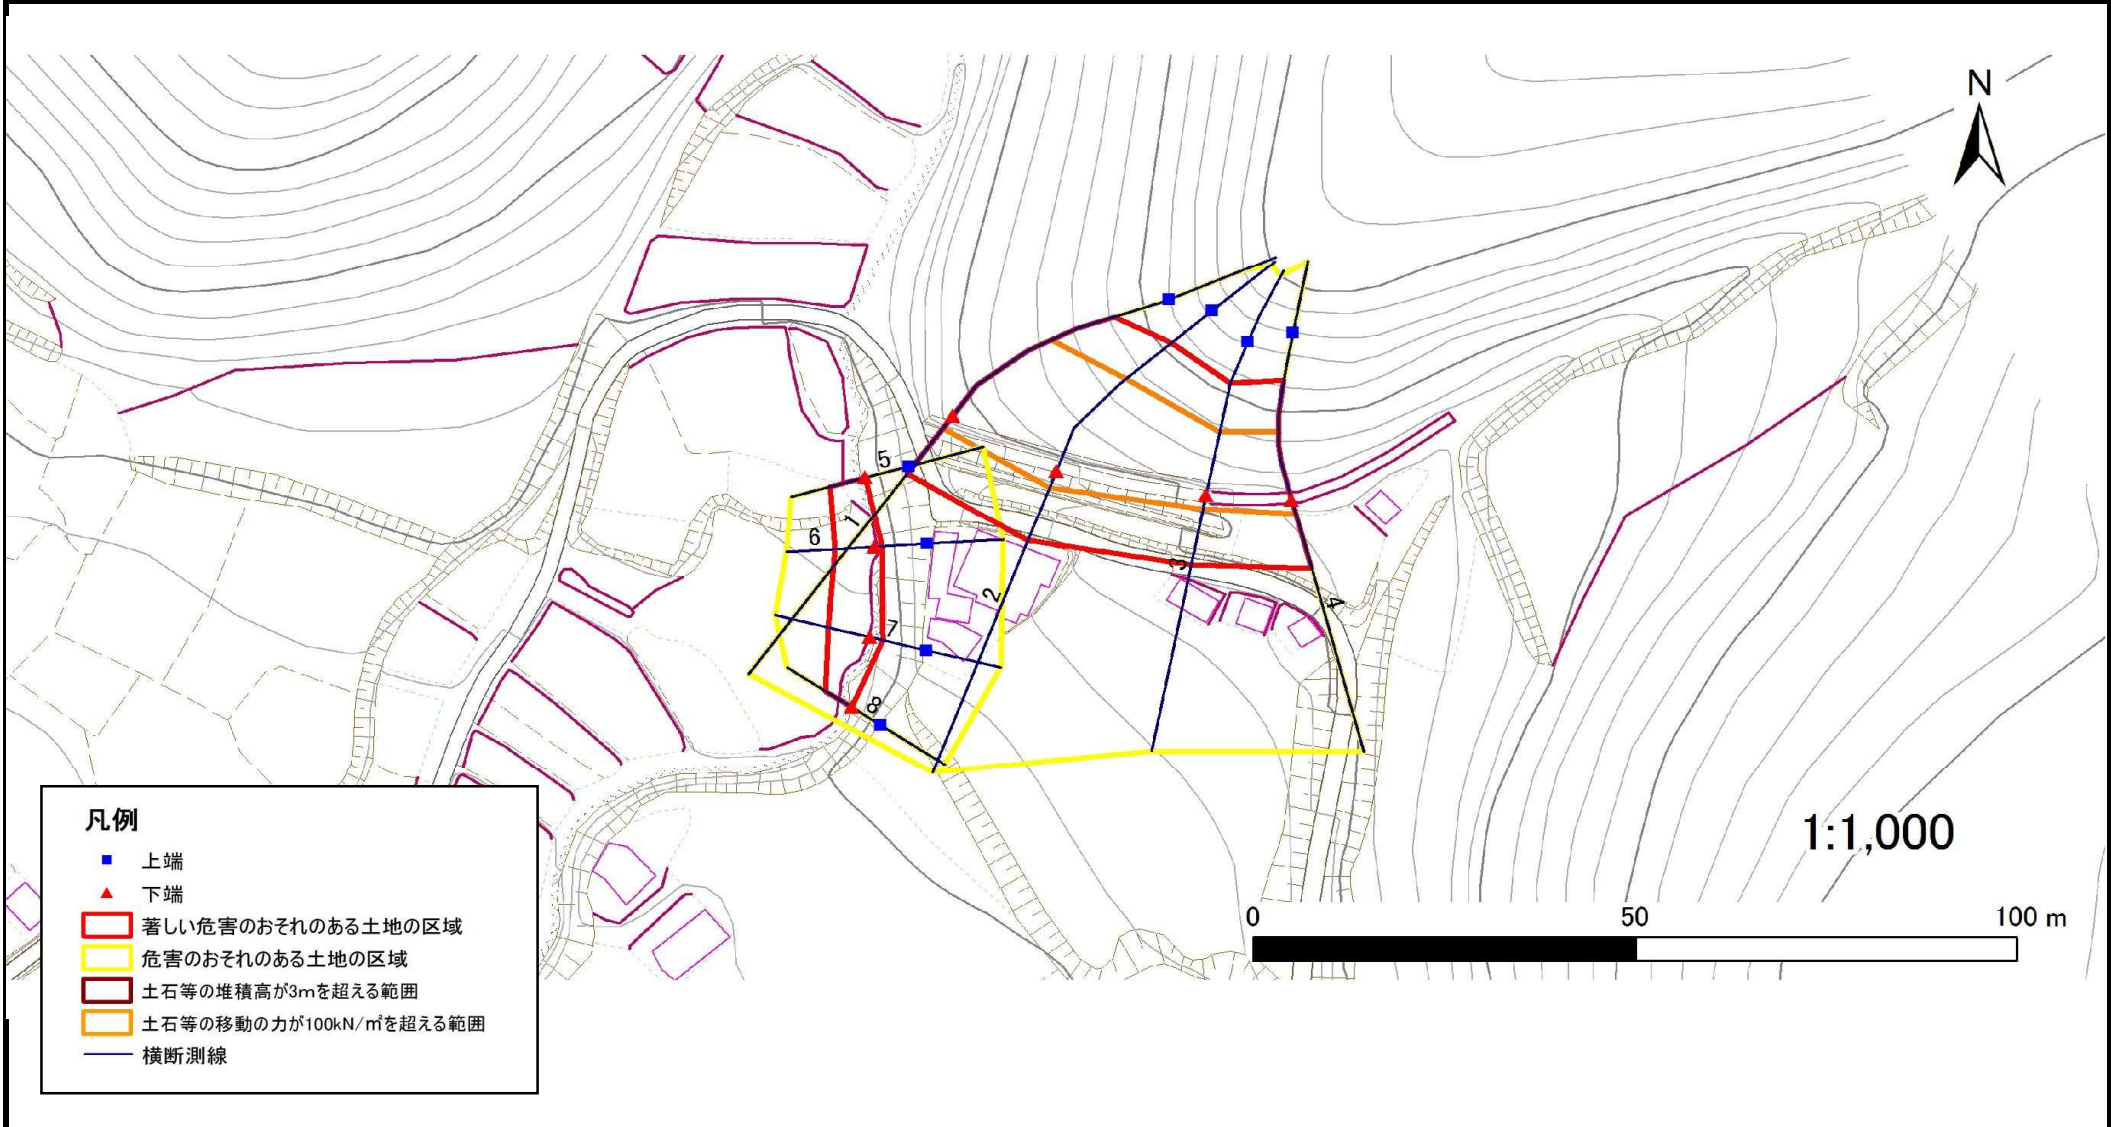 N
5
1
6
2
3
4
7
8
1:1,000
0 50 100 m
凡例
上端
下端
著しい危害のおそれのある土地の区域
危害のおそれのある土地の区域
土石等の堆積高が3mを超える範囲
土石等の移動の力が100kN/㎡を超える範囲
横断測線